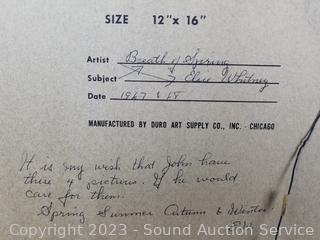 SIZE 12"x 16"
Artist Breath of Spring
Subject Elsie Whitney
Date 1967 & 68
MANUFACTURED BY DURO ART SUPPLY CO., INC. - CHICAGO
It is my wish that John have
these 4 pictures. If he would
care for them.
Spring Summer Autumn & Winter.
Copyright 2023 - Sound Auction Service